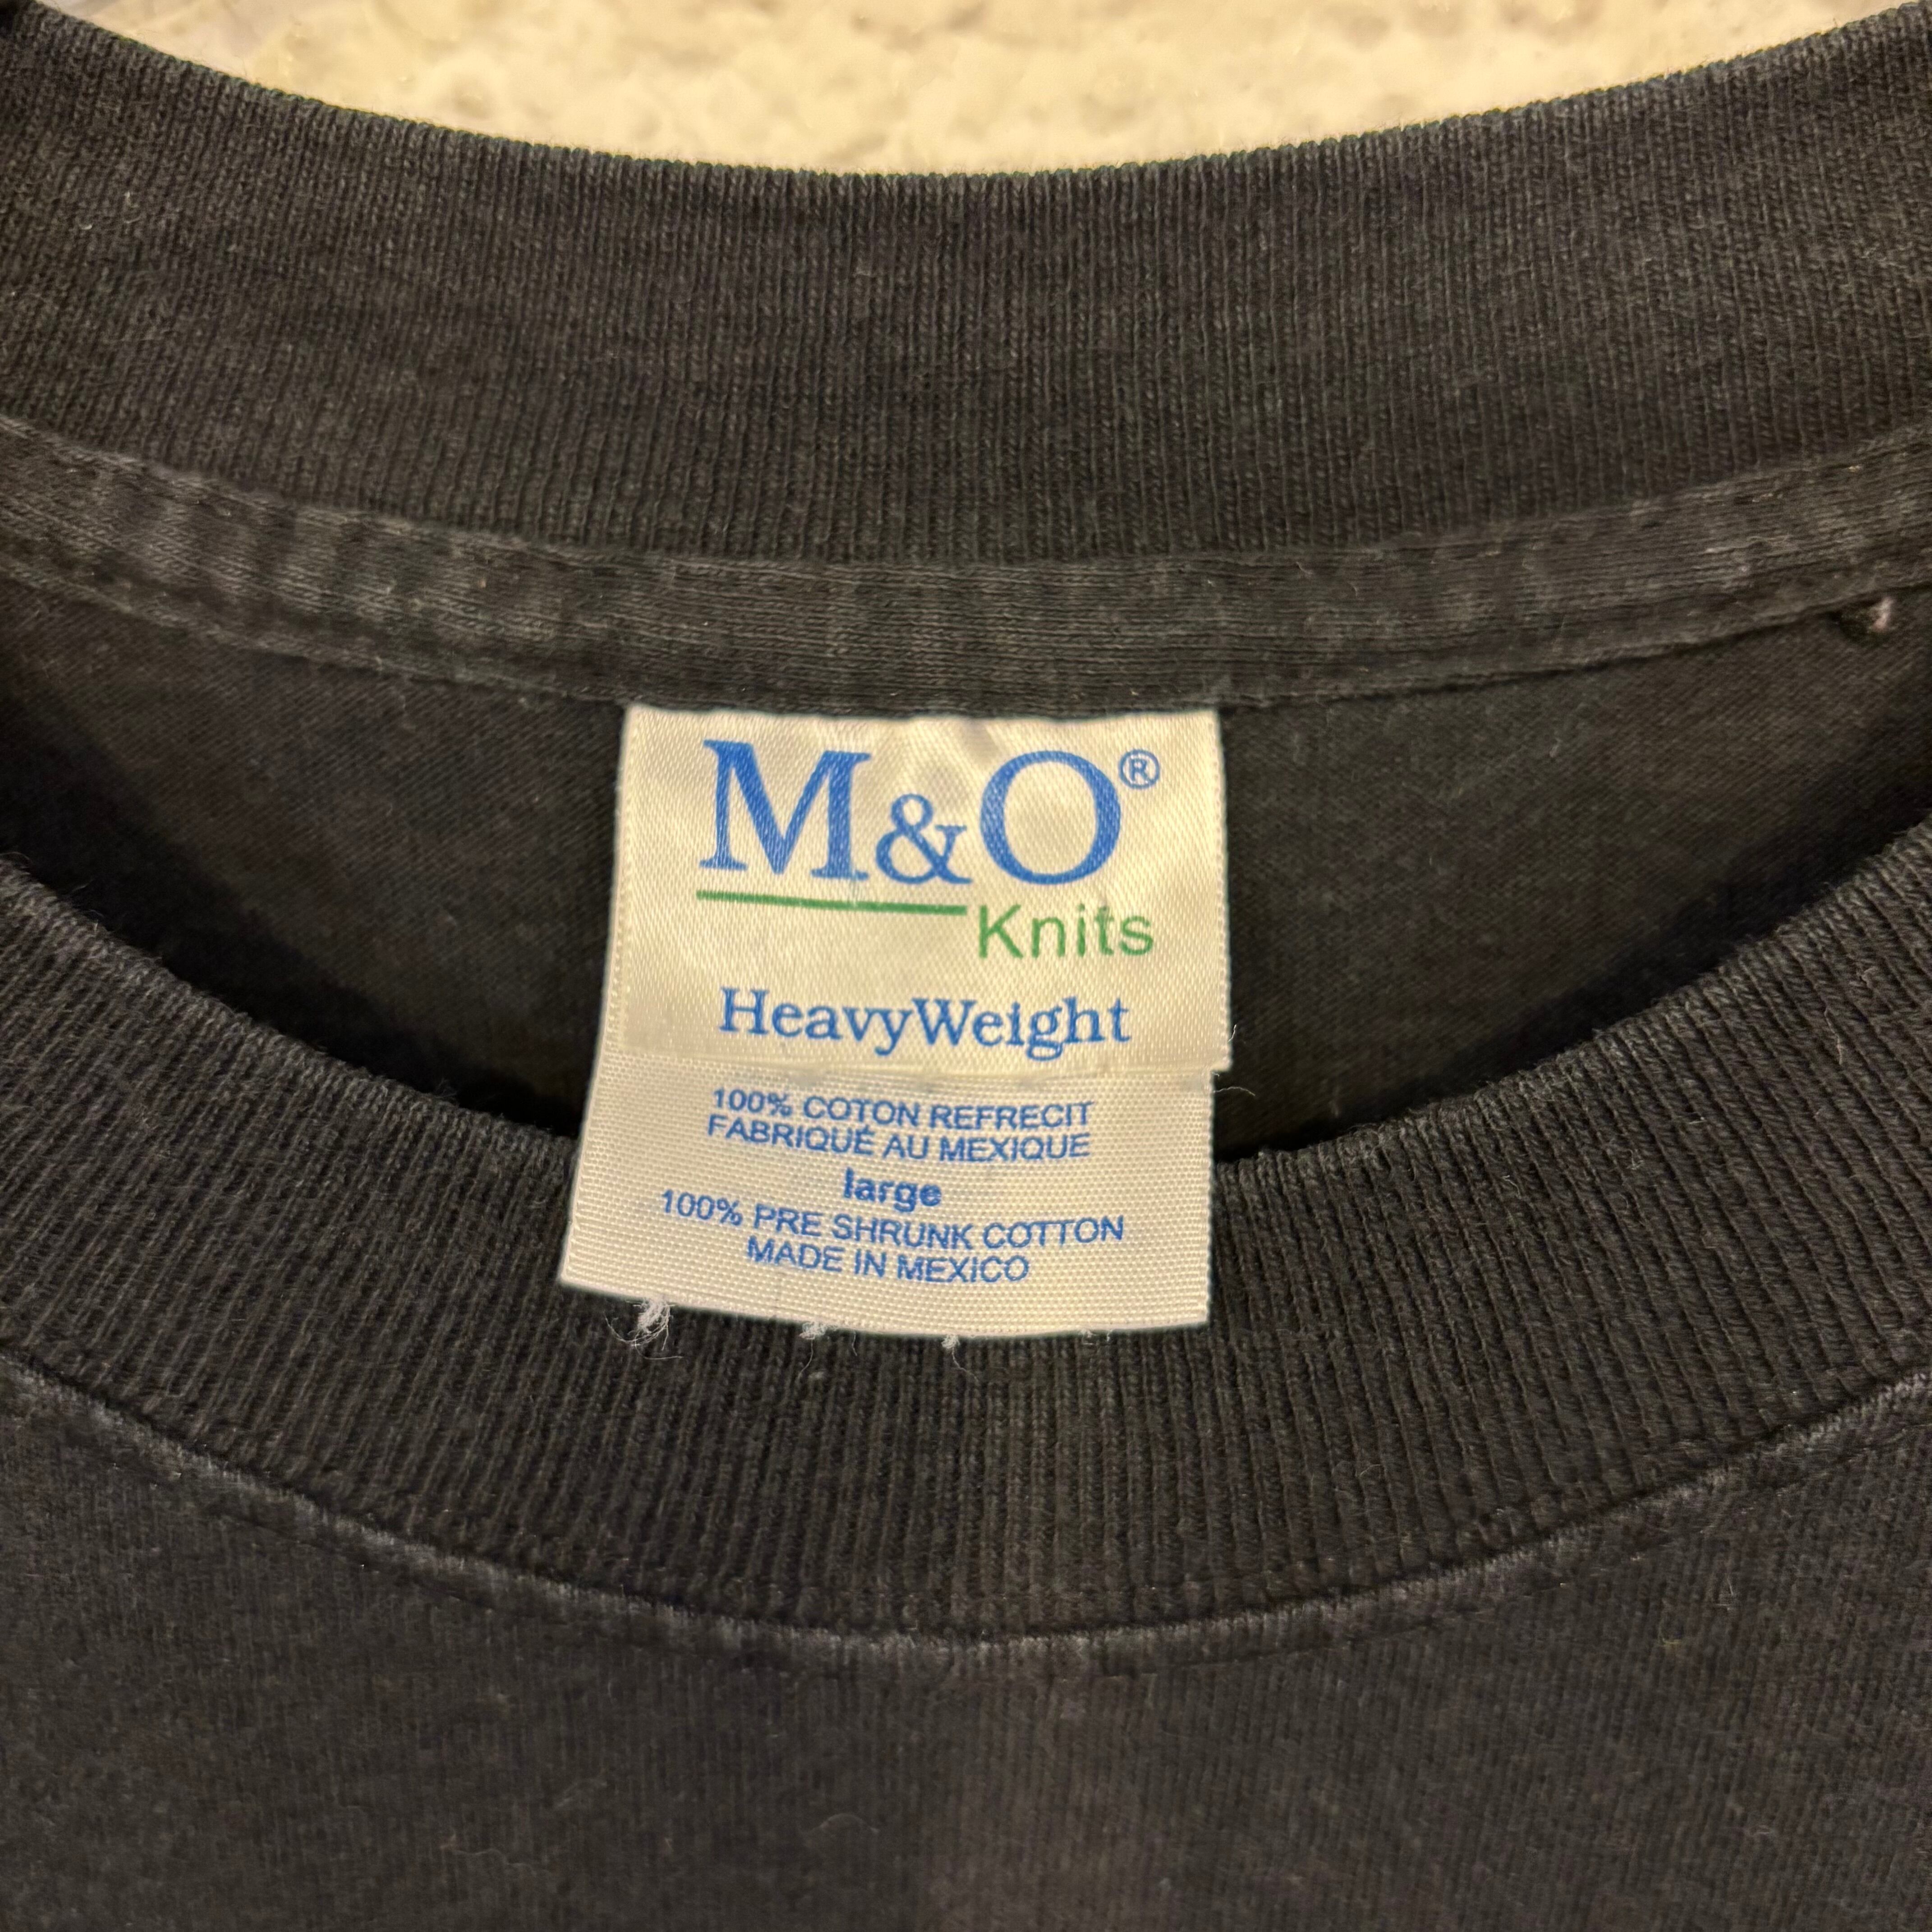 M&O®
Knits
HeavyWeight
100% COTON REFRECIT
FABRIQUÉ AU MEXIQUE
large
100% PRE SHRUNK COTTON
MADE IN MEXICO